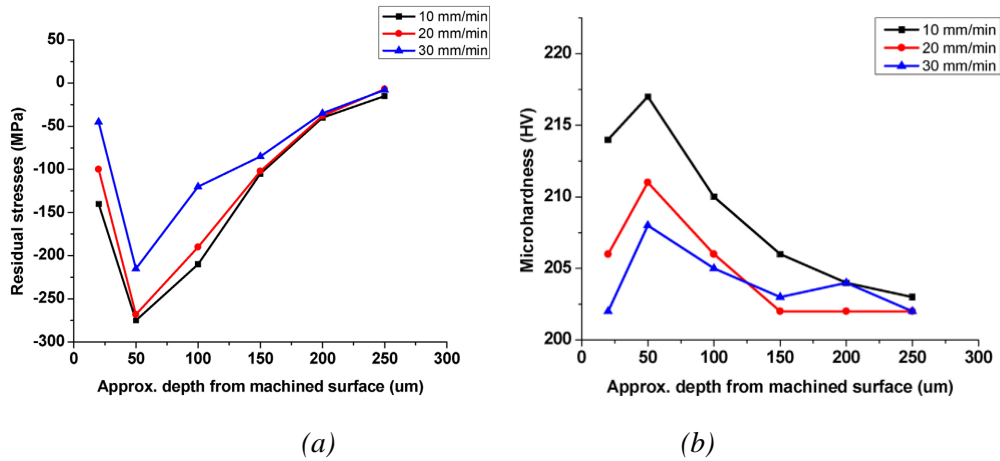 10 mm/min
20 mm/min
30 mm/min
50
0
-50
-100
-150
-200
-250
-300
Residual stresses (MPa)
0 50 100 150 200 250 300
Approx. depth from machined surface (um)
(a)
10 mm/min
20 mm/min
30 mm/min
220
215
210
205
200
Microhardness (HV)
0 50 100 150 200 250 300
Approx. depth from machined surface (um)
(b)